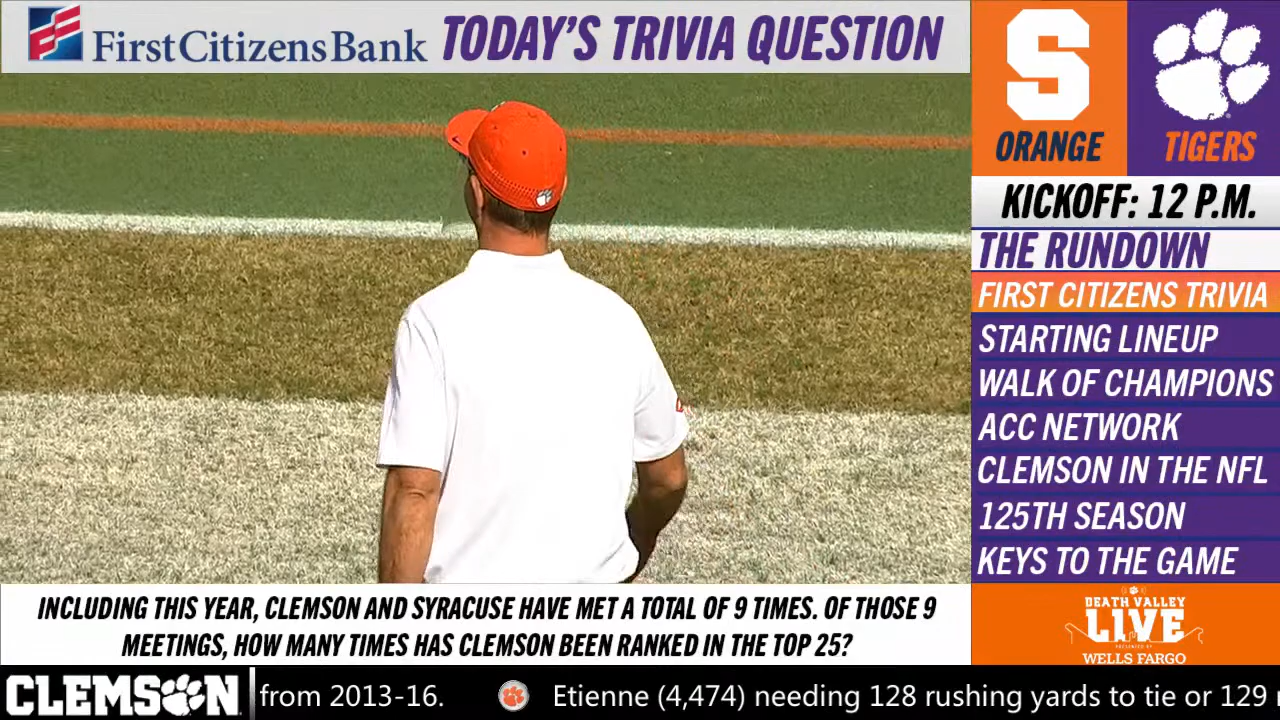 First Citizens Bank
TODAY'S TRIVIA QUESTION
S
ORANGE
TIGERS
KICKOFF: 12 P.M.
THE RUNDOWN
FIRST CITIZENS TRIVIA
STARTING LINEUP
WALK OF CHAMPIONS
ACC NETWORK
CLEMSON IN THE NFL
125TH SEASON
KEYS TO THE GAME
INCLUDING THIS YEAR, CLEMSON AND SYRACUSE HAVE MET A TOTAL OF 9 TIMES. OF THOSE 9
MEETINGS, HOW MANY TIMES HAS CLEMSON BEEN RANKED IN THE TOP 25?
DEATH VALLEY
LIVE
PRESENTED BY
WELLS FARGO
CLEMSON
from 2013-16.
Etienne (4,474) needing 128 rushing yards to tie or 129